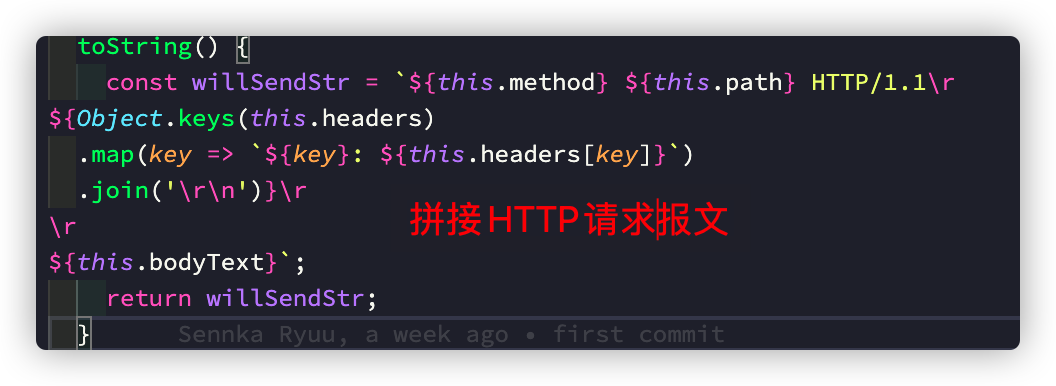 toString() {
const willSendStr = `${this.method} ${this.path} HTTP/1.1\r
${Object.keys(this.headers)
.map(key => `${key}: ${this.headers[key]}`)
.join('\r\n')}\r
拼接HTTP请求报文
\r
${this.bodyText}`;
return willSendStr;
} Sennka Ryuu, a week ago • first commit